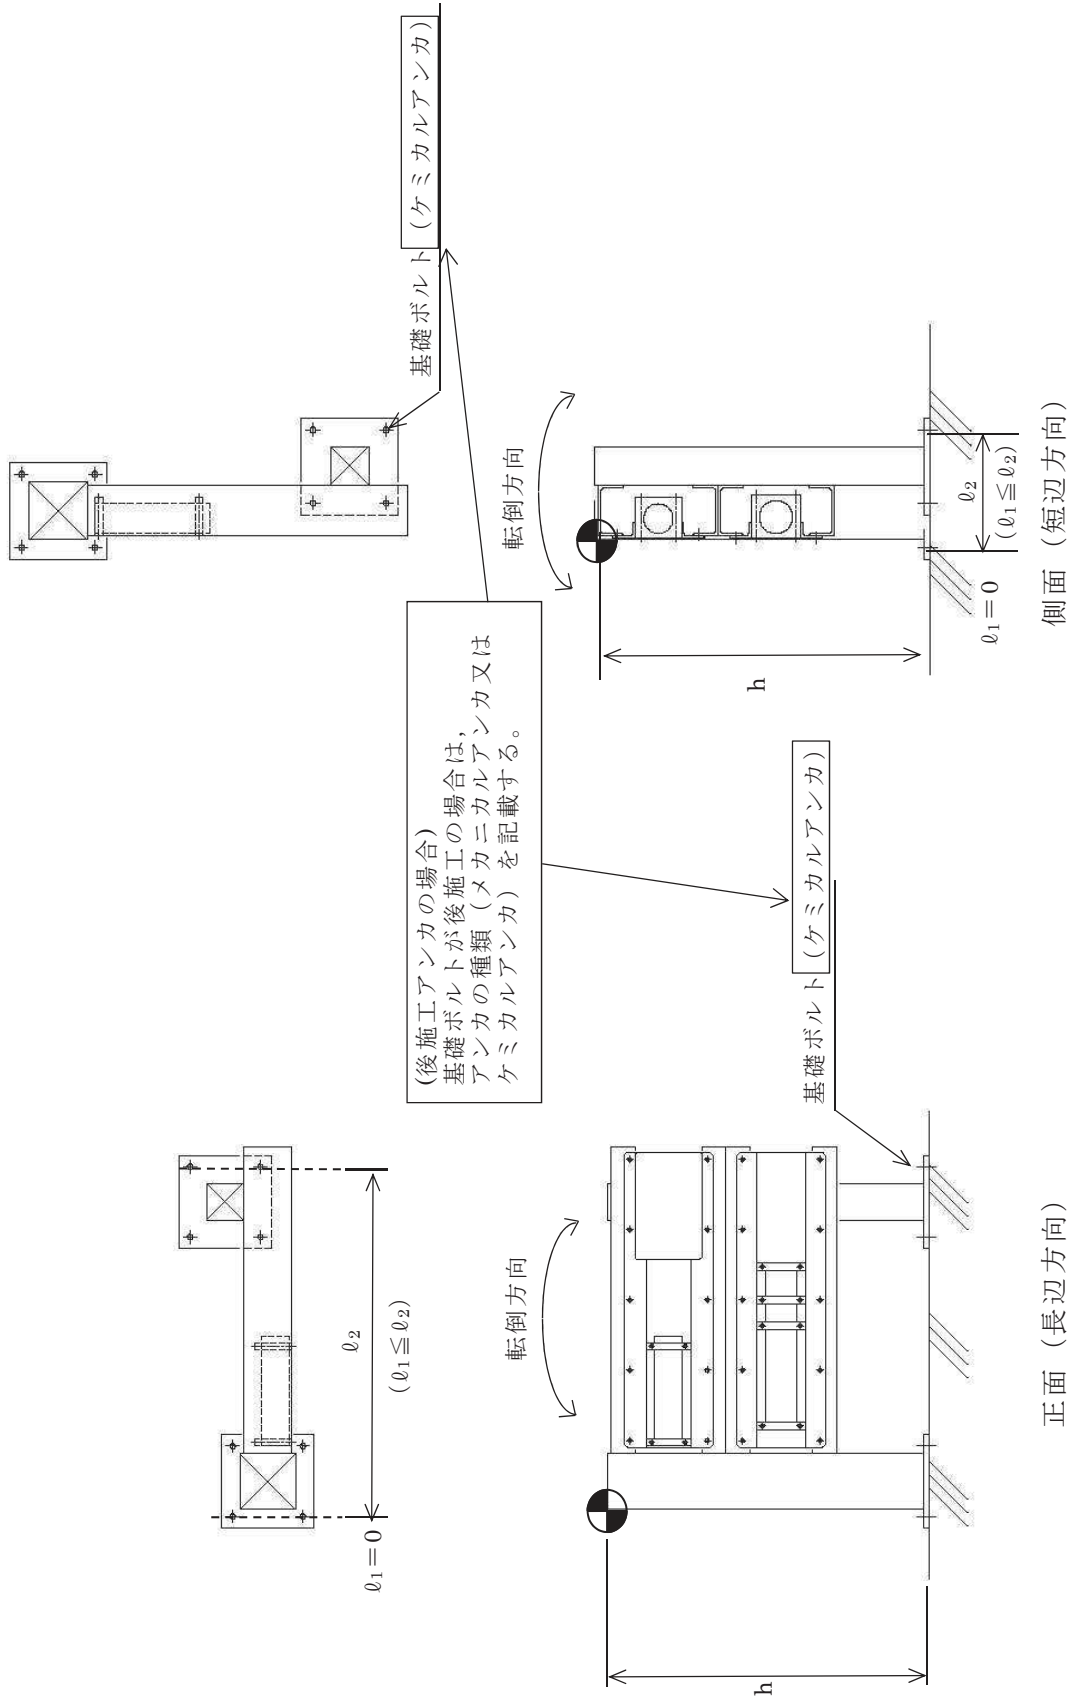 ℓ1=0
ℓ2
(ℓ1≦ℓ2)
基礎ボルト(ケミカルアンカ)
(後施工アンカの場合)
基礎ボルトが後施工の場合は,
アンカの種類(メカニカルアンカ又は
ケミカルアンカ)を記載する。
転倒方向
h
基礎ボルト(ケミカルアンカ)
正面(長辺方向)
転倒方向
h
ℓ1=0
ℓ2
(ℓ1≦ℓ2)
側面(短辺方向)